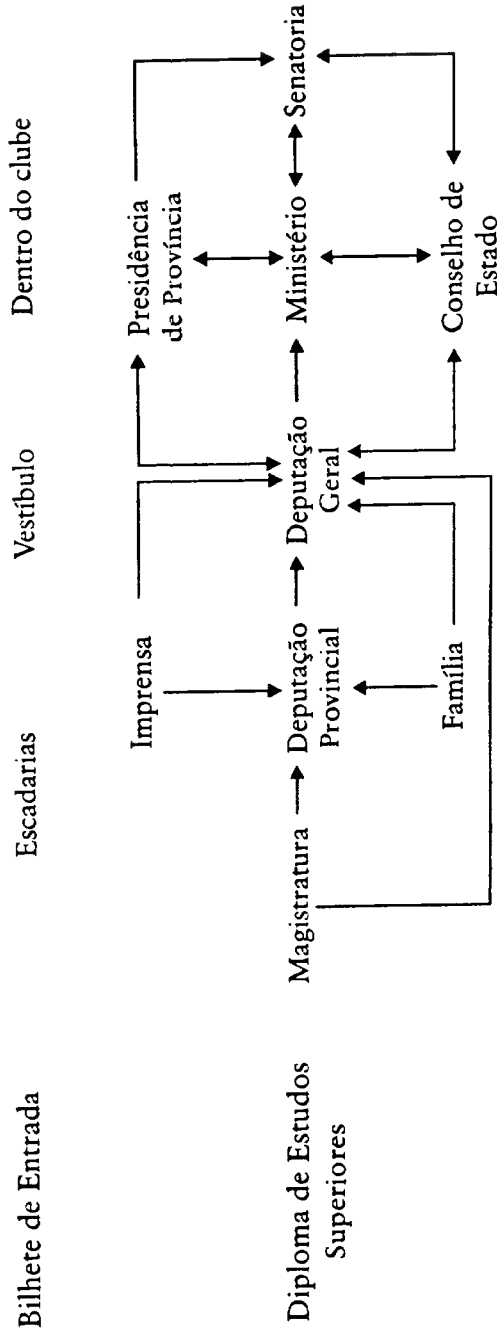 Bilhete de Entrada
Escadarias
Vestíbulo
Dentro do clube
Diploma de Estudos
Superiores
Magistratura
Imprensa
Deputação
Provincial
Família
Deputação
Geral
Presidência
de Província
Ministério
Conselho de
Estado
Senatoria